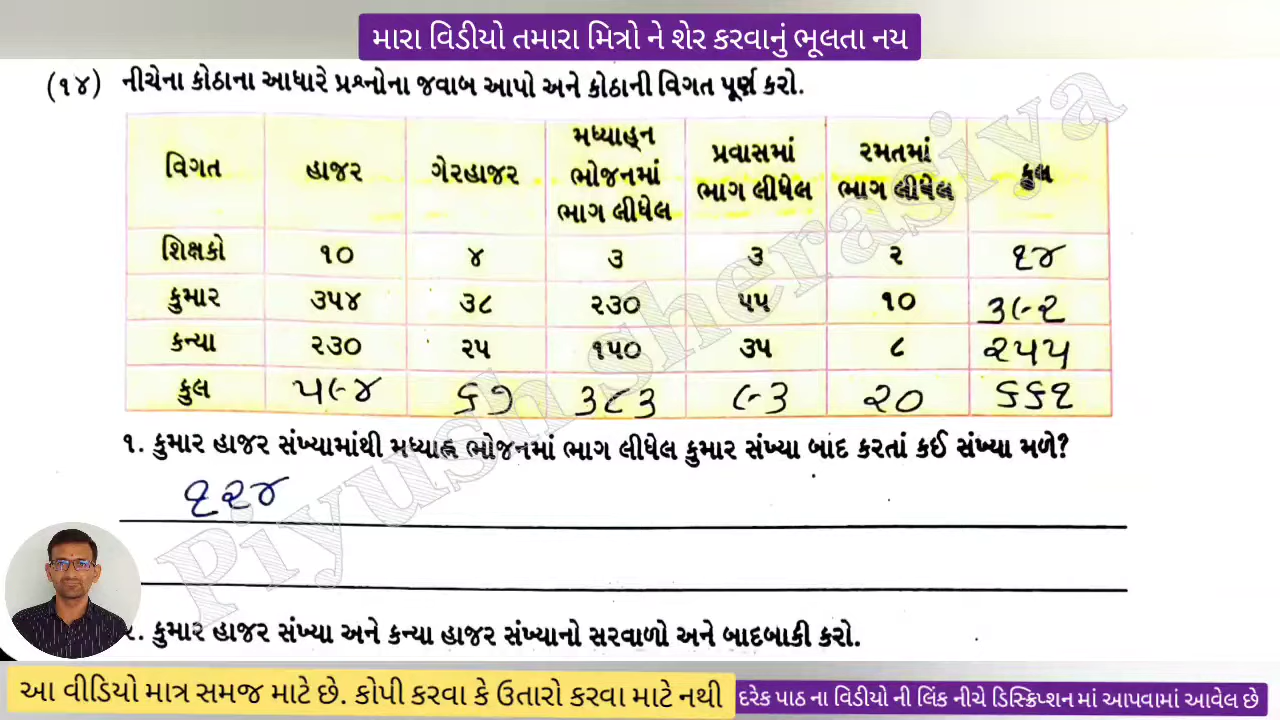 મારા વિડીયો તમારા મિત્રો ને શેર કરવાનું ભૂલતા નય
(૧૪) નીચેના કોઠાના આધારે પ્રશ્નોના જવાબ આપો અને કોઠાની વિગત પૂર્ણ કરો.
વિગત હાજર ગેરહાજર મધ્યાહ્ન ભોજનમાં ભાગ લીધેલ પ્રવાસમાં ભાગ લીધેલ રમતમાં ભાગ લીધેલ કુલ
શિક્ષકો ૧૦ ૪ ૩ ૩ ૨ ૧૪
કુમાર ૩૫૪ ૩૮ ૨૩૦ ૫૫ ૧૦ ૩૯૨
કન્યા ૨૩૦ ૨૫ ૧૫૦ ૩૫ ૮ ૨૫૫
કુલ ૫૯૪ ૬૭ ૩૮૩ ૯૩ ૨૦ ૬૬૧
૧. કુમાર હાજર સંખ્યામાંથી મધ્યાહ્ન ભોજનમાં ભાગ લીધેલ કુમાર સંખ્યા બાદ કરતાં કઈ સંખ્યા મળે?
૧૨૪
૨. કુમાર હાજર સંખ્યા અને કન્યા હાજર સંખ્યાનો સરવાળો અને બાદબાકી કરો.
Piyush sherasiya
આ વીડિયો માત્ર સમજ માટે છે. કોપી કરવા કે ઉતારો કરવા માટે નથી
દરેક પાઠ ના વિડીયો ની લિંક નીચે ડિસ્ક્રિપ્શન માં આપવામાં આવેલ છે